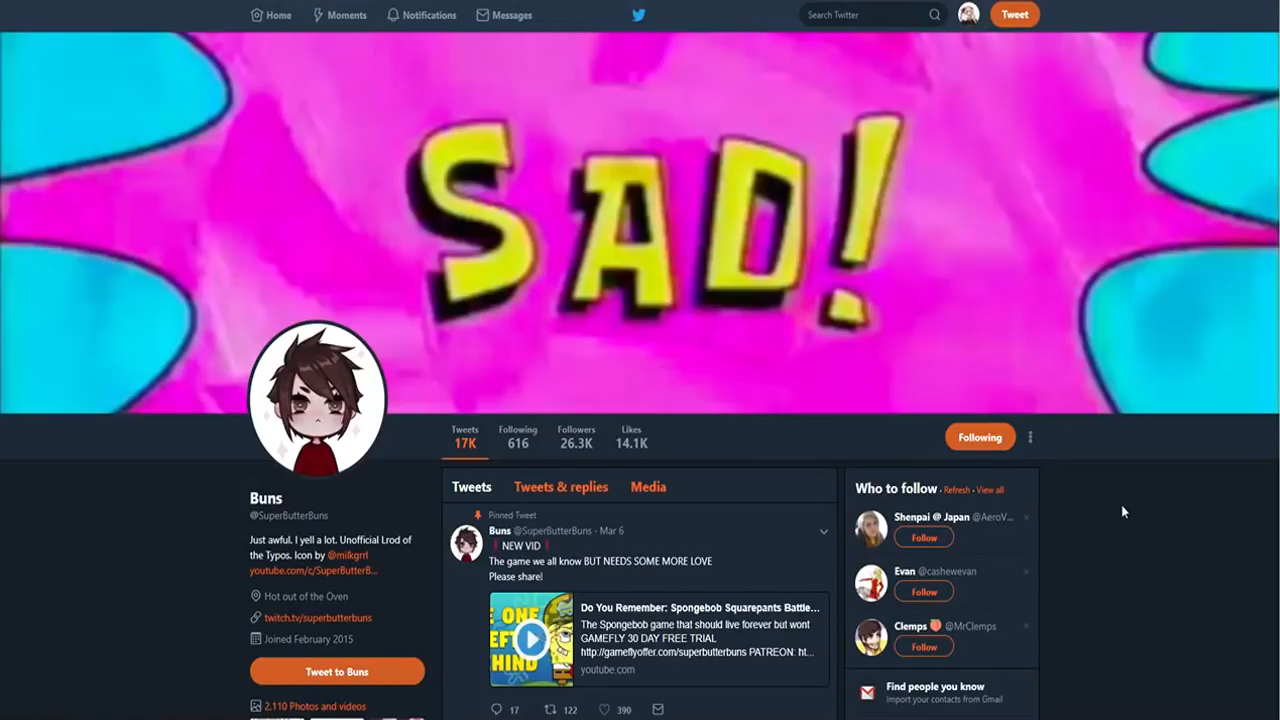 Home
Moments
Notifications
Messages
Search Twitter
Tweet
SAD!
Tweets
17K
Following
616
Followers
26.3K
Likes
14.1K
Following
Buns
@SuperButterBuns
Just awful. I yell a lot. Unofficial Lrod of
the Typos. Icon by @milkgrrl
youtube.com/c/SuperButterB...
Hot out of the Oven
twitch.tv/superbutterbuns
Joined February 2015
Tweet to Buns
2,110 Photos and videos
Tweets
Tweets & replies
Media
Pinned Tweet
Buns @SuperButterBuns · Mar 6
❗NEW VID❗
The game we all know BUT NEEDS SOME MORE LOVE
Please share!
Do You Remember: Spongebob Squarepants Battle...
The Spongebob game that should live forever but wont
GAMEFLY 30 DAY FREE TRIAL
http://gameflyoffer.com/superbutterbuns PATREON: ht...
youtube.com
17
122
390
Who to follow · Refresh · View all
Shenpai @ Japan @AeroV...
Follow
Evan @cashewevan
Follow
Clemps 🍑 @MrClemps
Follow
Find people you know
Import your contacts from Gmail